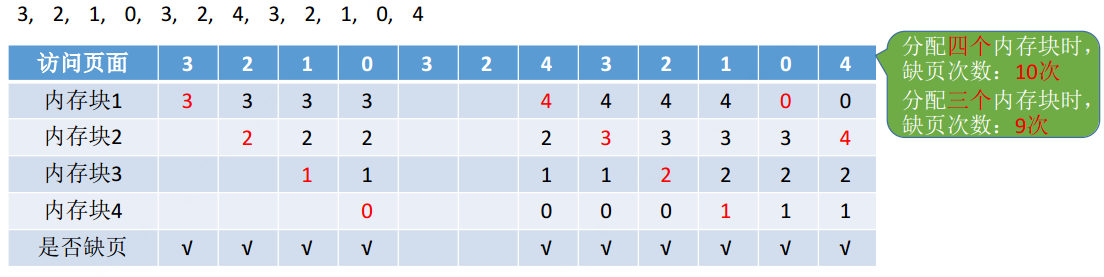 3, 2, 1, 0, 3, 2, 4, 3, 2, 1, 0, 4
访问页面 3 2 1 0 3 2 4 3 2 1 0 4
内存块1 3 3 3 3 4 4 4 4 0 0
内存块2 2 2 2 2 3 3 3 3 4
内存块3 1 1 1 1 2 2 2 2
内存块4 0 0 0 0 1 1 1
是否缺页 √ √ √ √ √ √ √ √ √ √
分配四个内存块时，
缺页次数：10次
分配三个内存块时，
缺页次数：9次